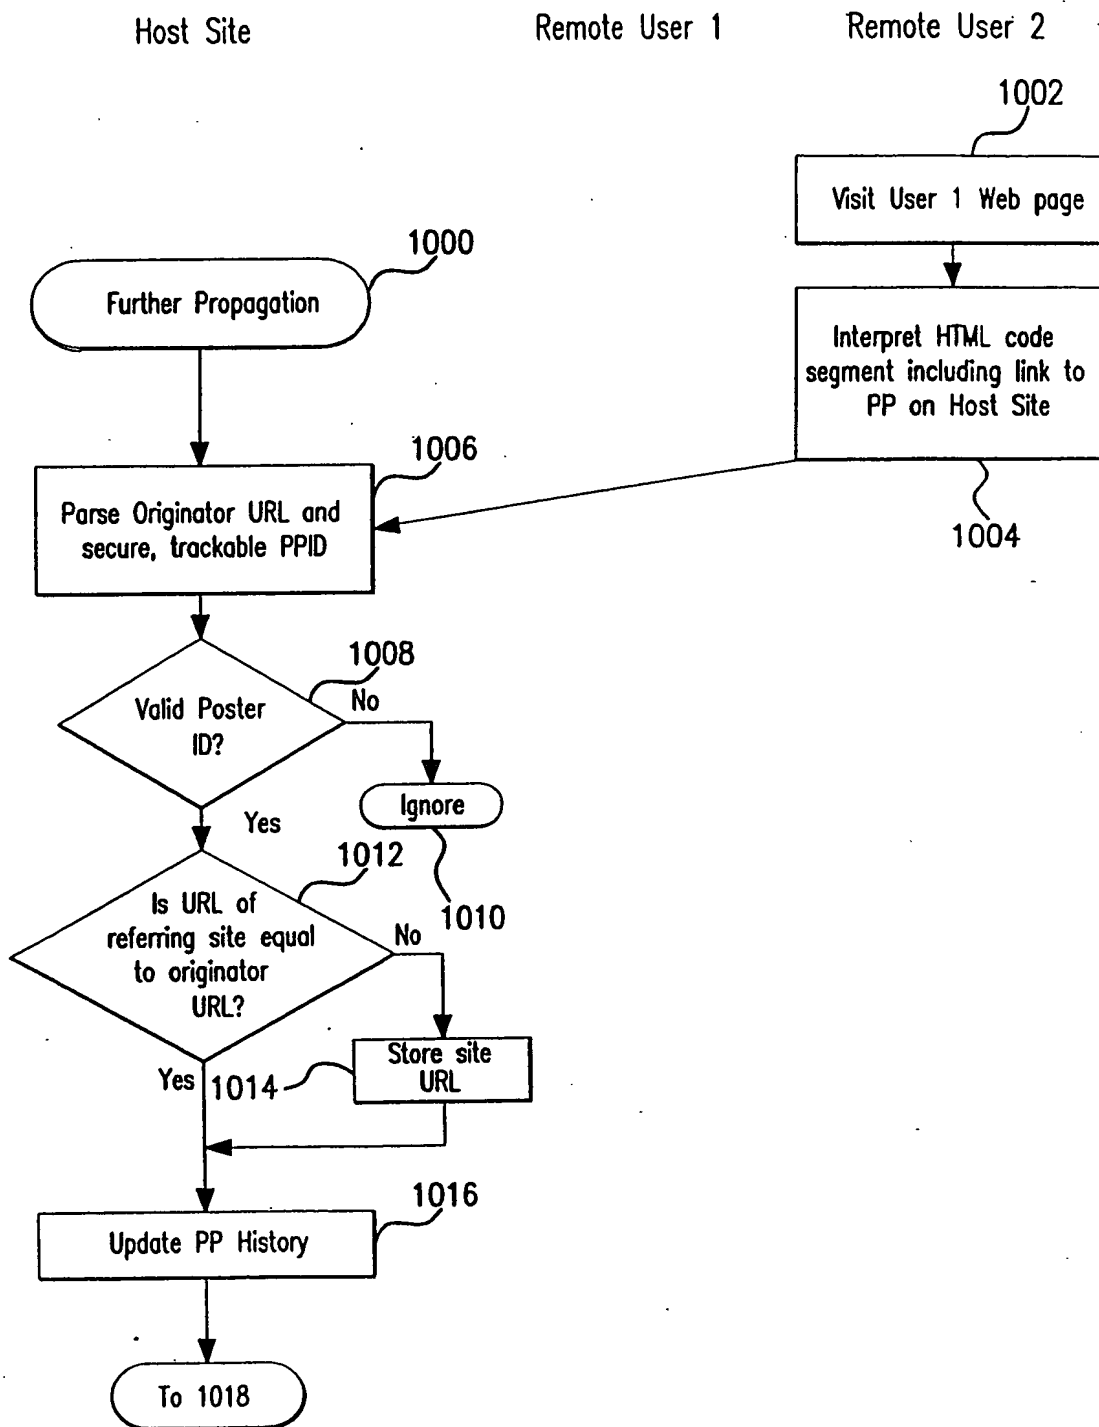 Host Site
Remote User 1
Remote User 2
1002
Visit User 1 Web page
1000
Further Propagation
Interpret HTML code
segment including link to
PP on Host Site
1006
Parse Originator URL and
secure, trackable PPID
1004
1008
Valid Poster
ID?
No
Ignore
Yes
1012
1010
Is URL of
referring site equal
to originator
URL?
No
Store site
URL
Yes
1014
1016
Update PP History
To 1018